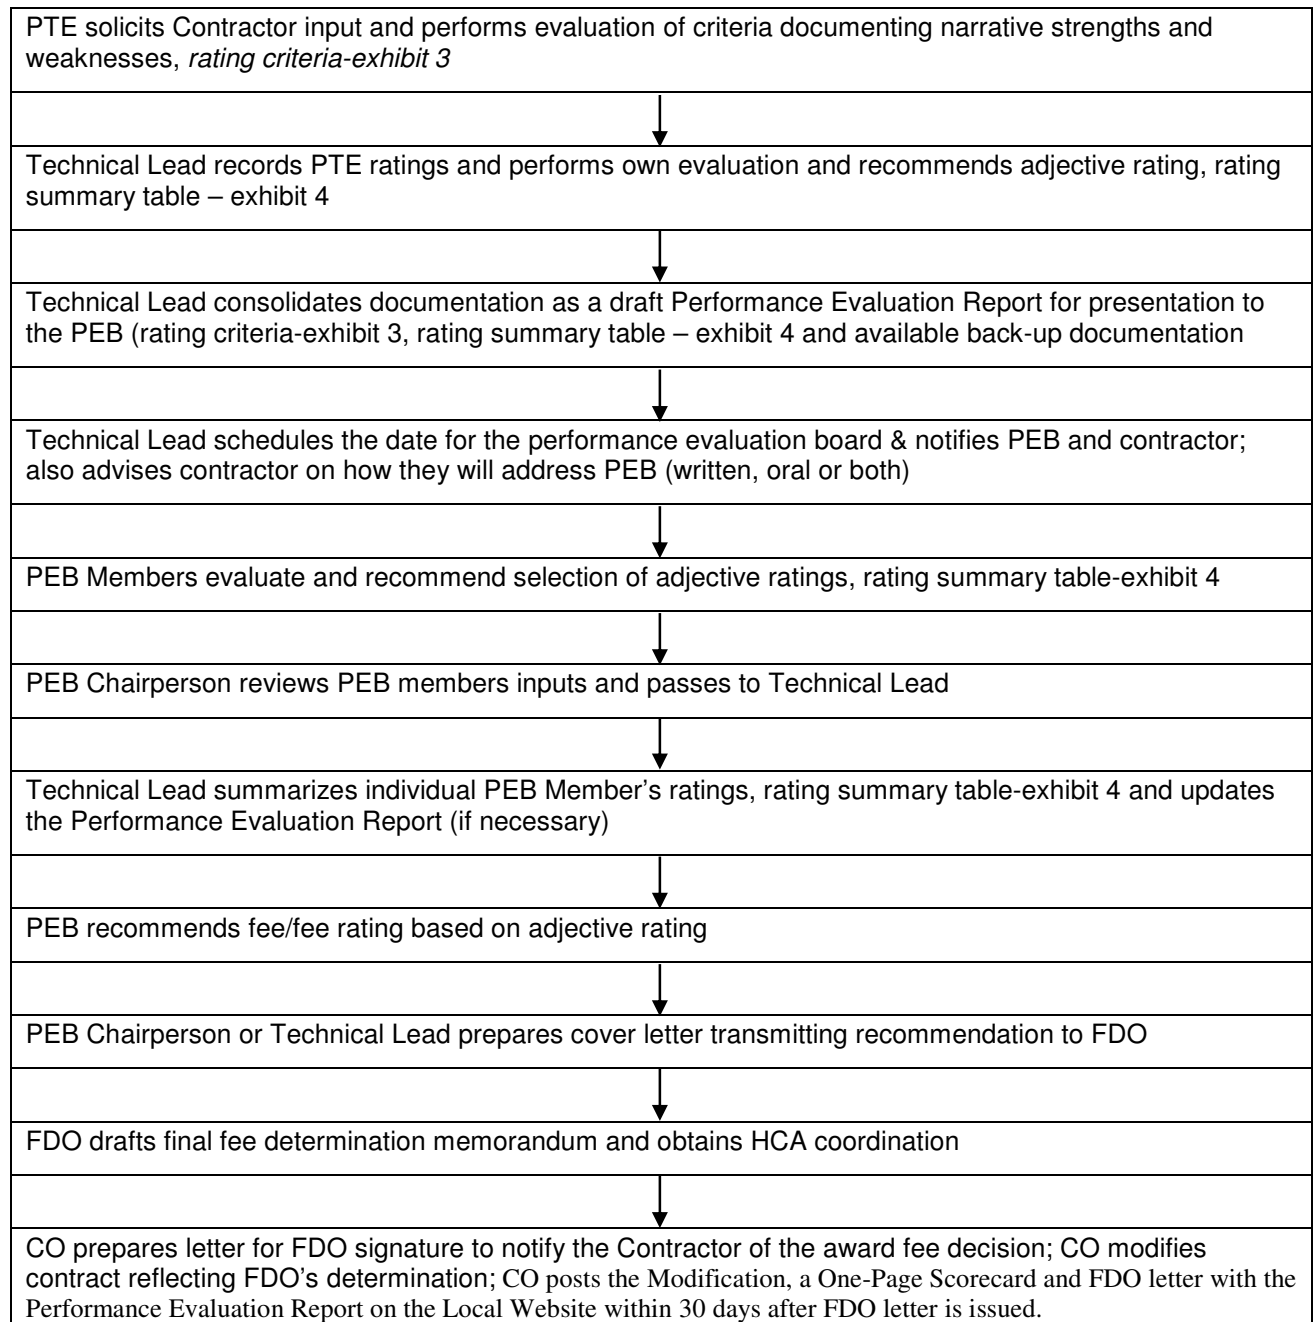 PTE solicits Contractor input and performs evaluation of criteria documenting narrative strengths and
weaknesses, rating criteria-exhibit 3
Technical Lead records PTE ratings and performs own evaluation and recommends adjective rating, rating
summary table – exhibit 4
Technical Lead consolidates documentation as a draft Performance Evaluation Report for presentation to
the PEB (rating criteria-exhibit 3, rating summary table – exhibit 4 and available back-up documentation
Technical Lead schedules the date for the performance evaluation board & notifies PEB and contractor;
also advises contractor on how they will address PEB (written, oral or both)
PEB Members evaluate and recommend selection of adjective ratings, rating summary table-exhibit 4
PEB Chairperson reviews PEB members inputs and passes to Technical Lead
Technical Lead summarizes individual PEB Member's ratings, rating summary table-exhibit 4 and updates
the Performance Evaluation Report (if necessary)
PEB recommends fee/fee rating based on adjective rating
PEB Chairperson or Technical Lead prepares cover letter transmitting recommendation to FDO
FDO drafts final fee determination memorandum and obtains HCA coordination
CO prepares letter for FDO signature to notify the Contractor of the award fee decision; CO modifies
contract reflecting FDO's determination; CO posts the Modification, a One-Page Scorecard and FDO letter with the
Performance Evaluation Report on the Local Website within 30 days after FDO letter is issued.